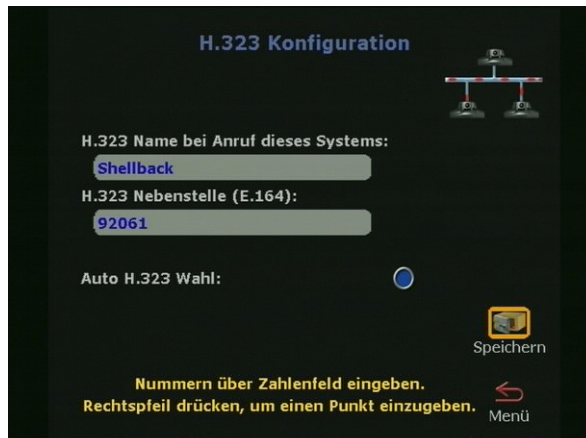 H.323 Konfiguration
H.323 Name bei Anruf dieses Systems:
Shellback
H.323 Nebenstelle (E.164):
92061
Auto H.323 Wahl:
Speichern
Nummern über Zahlenfeld eingeben.
Rechtspfeil drücken, um einen Punkt einzugeben.
Menü